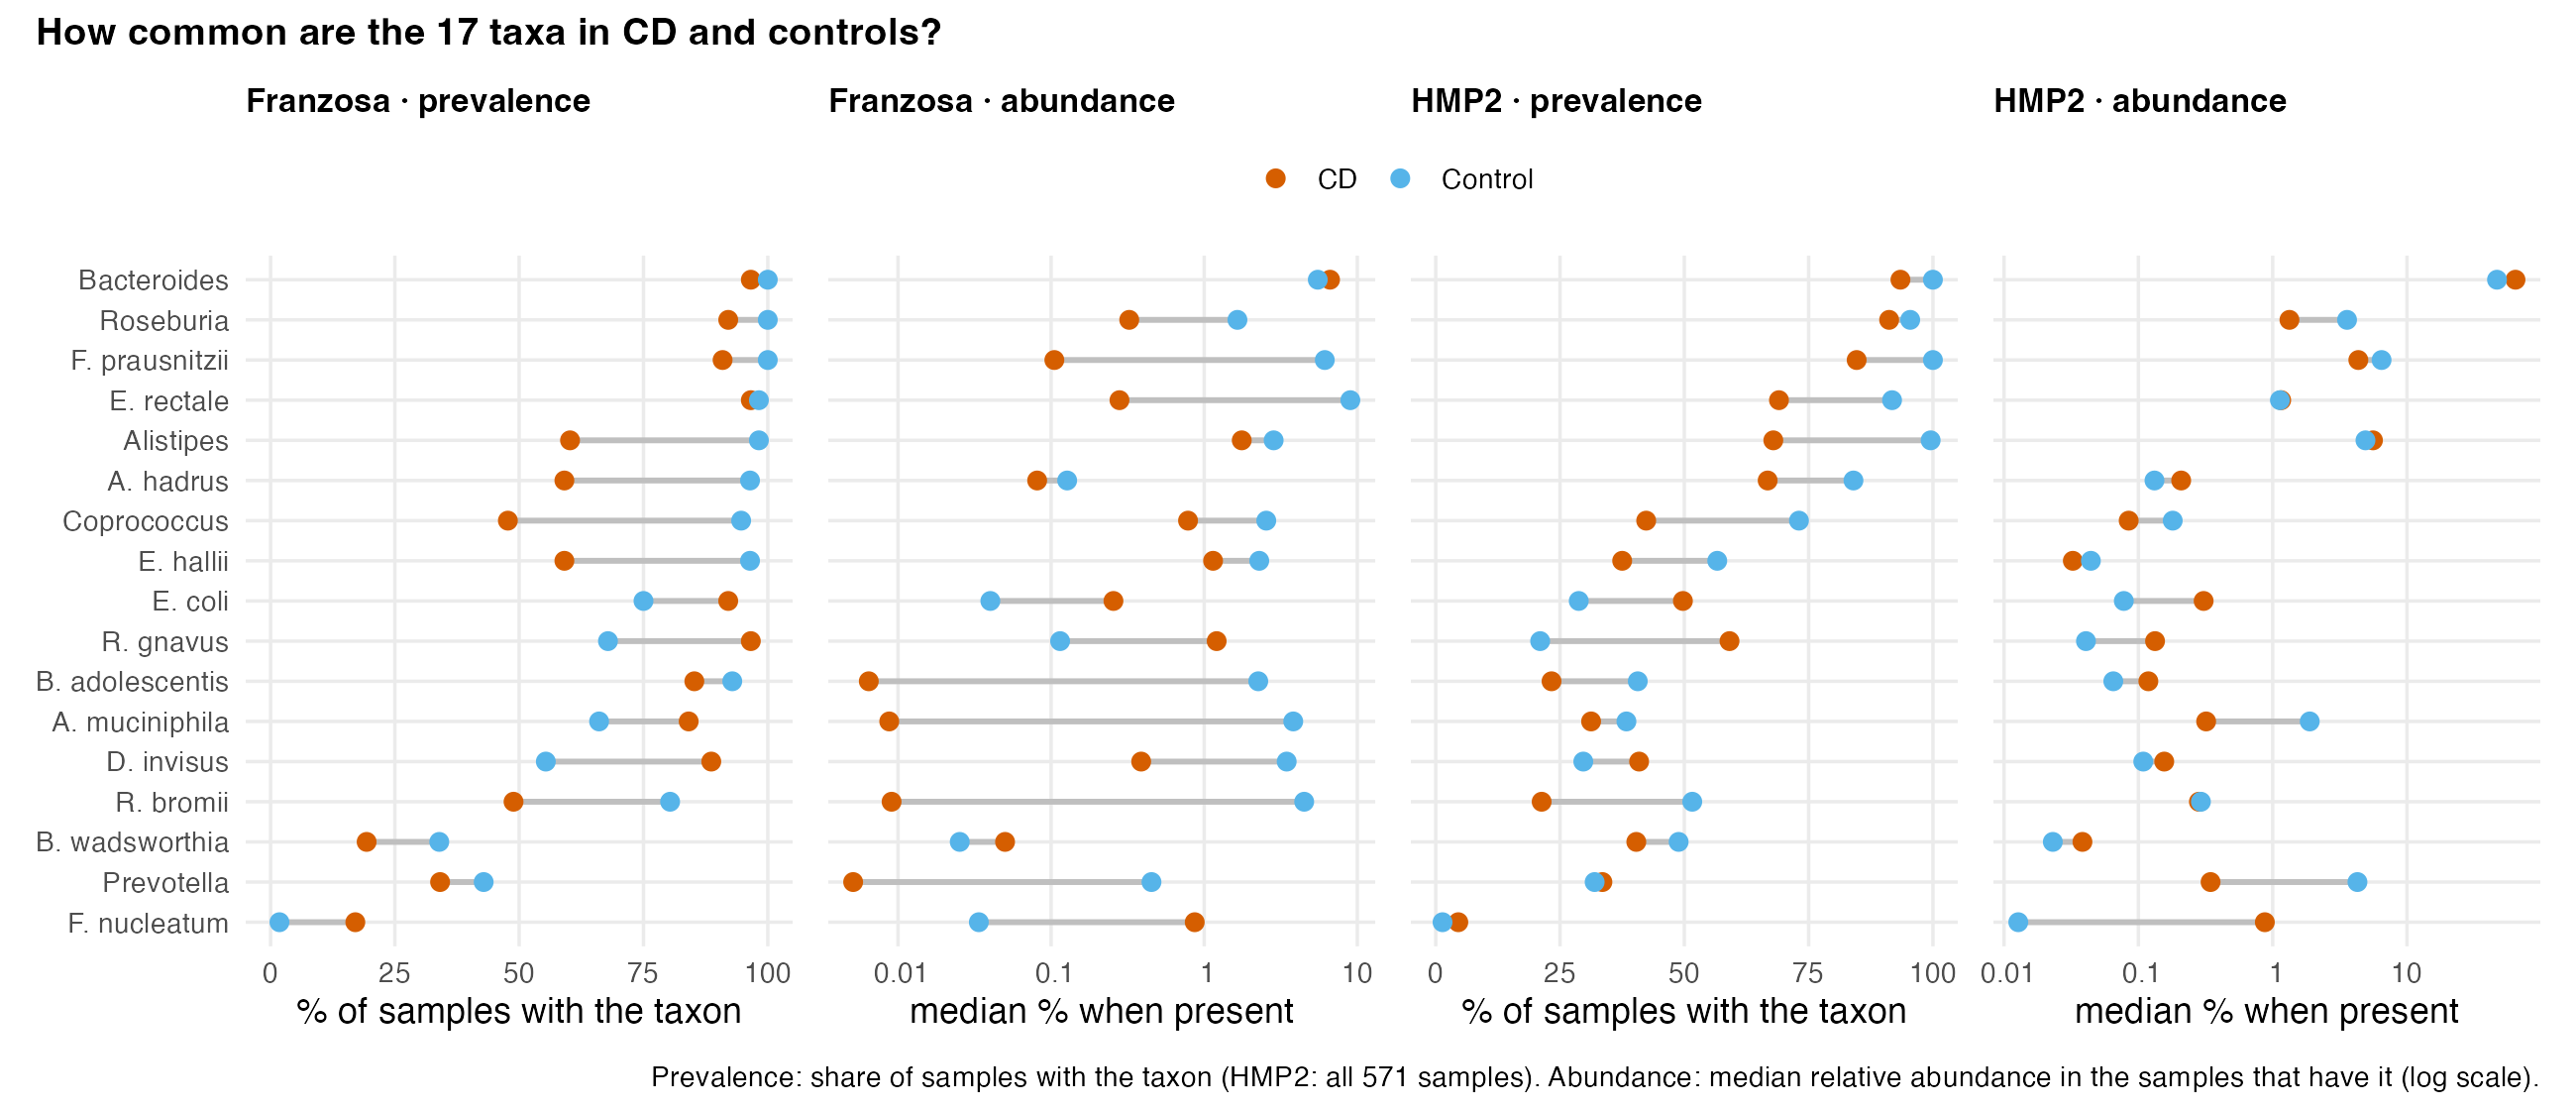 How common are the 17 taxa in CD and controls?
Franzosa · prevalence
Franzosa · abundance
HMP2 · prevalence
HMP2 · abundance
CD
Control
Bacteroides
Roseburia
F. prausnitzii
E. rectale
Alistipes
A. hadrus
Coprococcus
E. hallii
E. coli
R. gnavus
B. adolescentis
A. muciniphila
D. invisus
R. bromii
B. wadsworthia
Prevotella
F. nucleatum
0 25 50 75 100
0.01 0.1 1 10
0 25 50 75 100
0.01 0.1 1 10
% of samples with the taxon
median % when present
% of samples with the taxon
median % when present
Prevalence: share of samples with the taxon (HMP2: all 571 samples). Abundance: median relative abundance in the samples that have it (log scale).